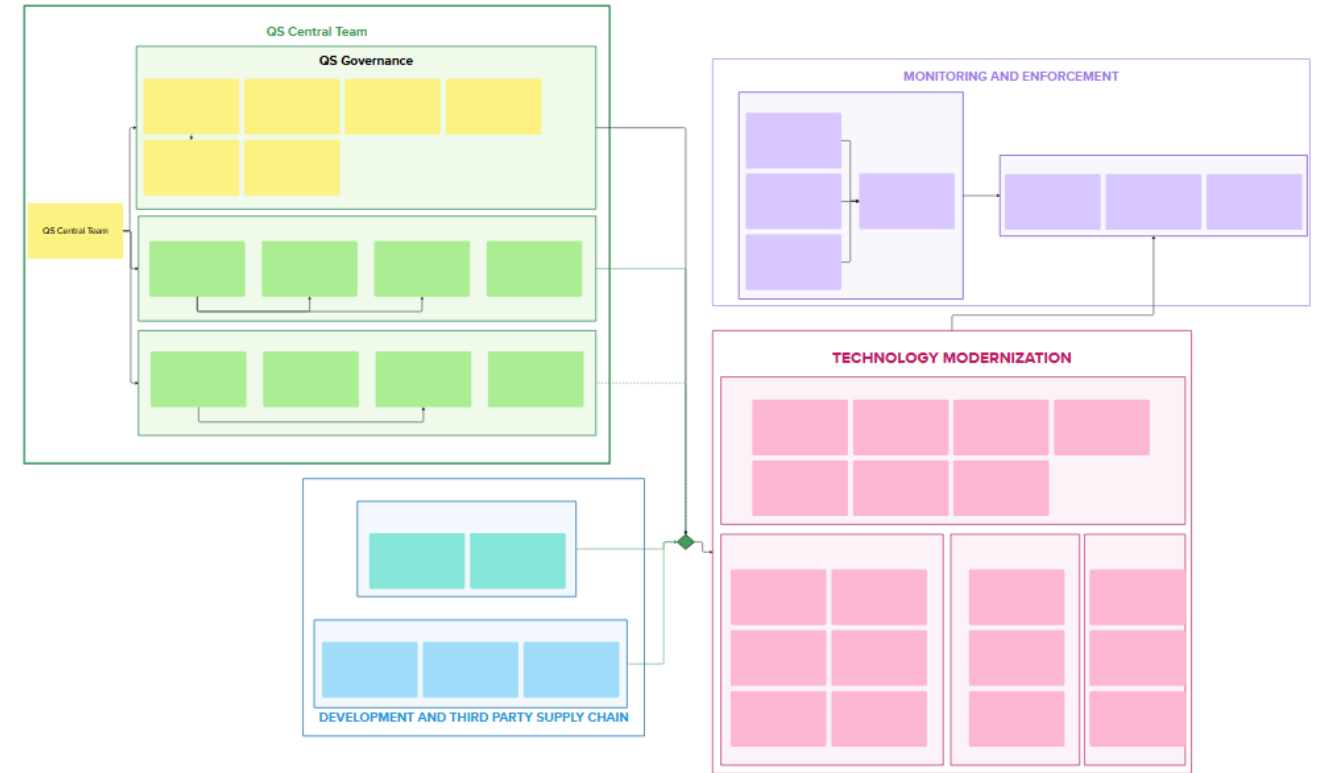 QS Central Team
QS Governance
QS Central Team
MONITORING AND ENFORCEMENT
TECHNOLOGY MODERNIZATION
DEVELOPMENT AND THIRD PARTY SUPPLY CHAIN